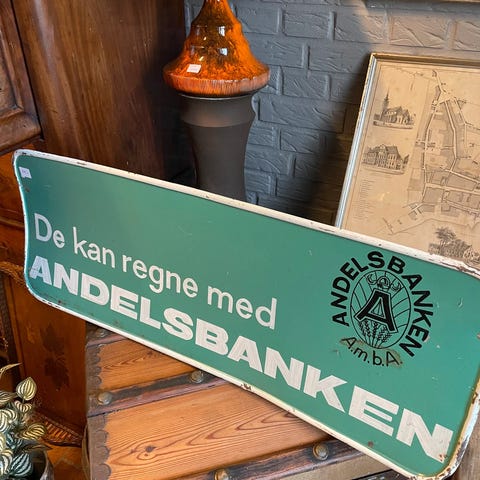 De kan regne med
ANDELSBANKEN
ANDELSBANKEN
A
A.m.b.A.